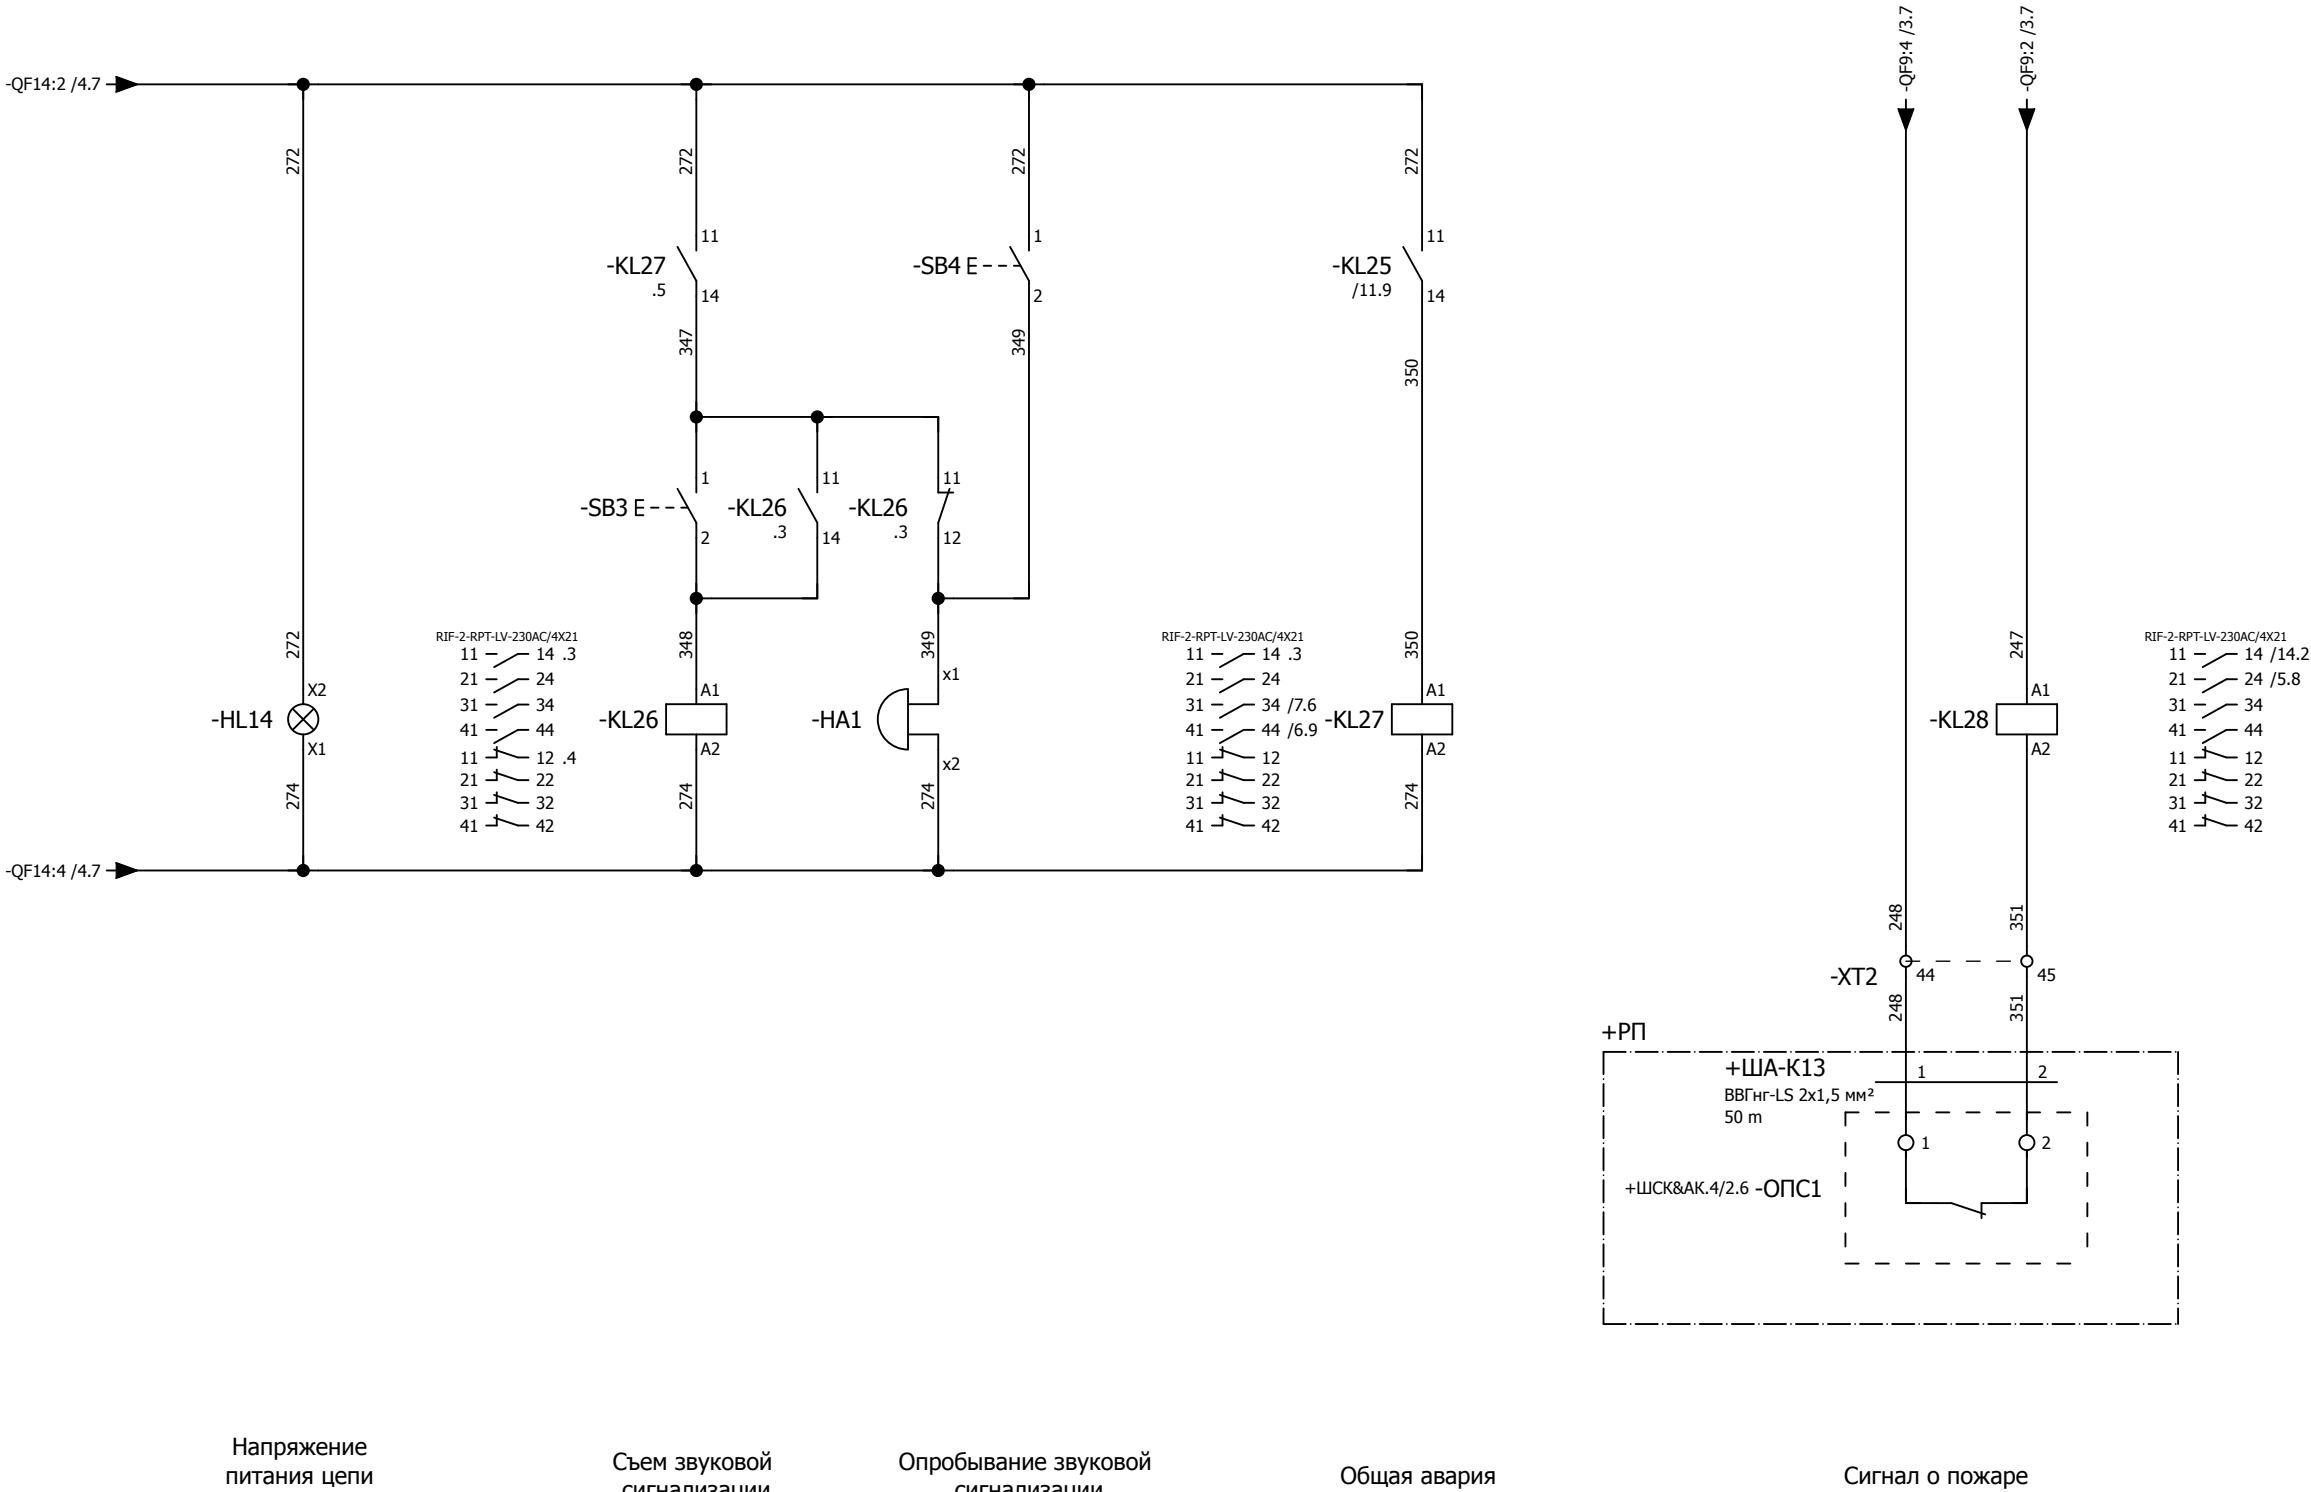 -QF9:4 /3.7
-QF9:2 /3.7
-QF14:2 /4.7
272
272
272
272
11
-KL27
.5
14
347
1
-SB4 E
2
349
11
-KL25
/11.9
14
350
1
-SB3 E
2
11
-KL26
.3
14
11
-KL26
.3
12
272
X2
-HL14
X1
274
RIF-2-RPT-LV-230AC/4X21
11 14 .3
21 24
31 34
41 44
11 12 .4
21 22
31 32
41 42
348
A1
-KL26
A2
274
349
x1
-HA1
x2
274
RIF-2-RPT-LV-230AC/4X21
11 14 .3
21 24
31 34 /7.6
41 44 /6.9
11 12
21 22
31 32
41 42
350
A1
-KL27
A2
274
247
A1
-KL28
A2
RIF-2-RPT-LV-230AC/4X21
11 14 /14.2
21 24 /5.8
31 34
41 44
11 12
21 22
31 32
41 42
-QF14:4 /4.7
248
351
-XT2
44
45
248
351
+РП
+ША-К13
1
2
ВВГнг-LS 2x1,5 мм²
50 m
1
2
+ШСК&АК.4/2.6 -ОПС1
Напряжение
питания цепи
Съем звуковой
сигнализации
Опробывание звуковой
сигнализации
Общая авария
Сигнал о пожаре